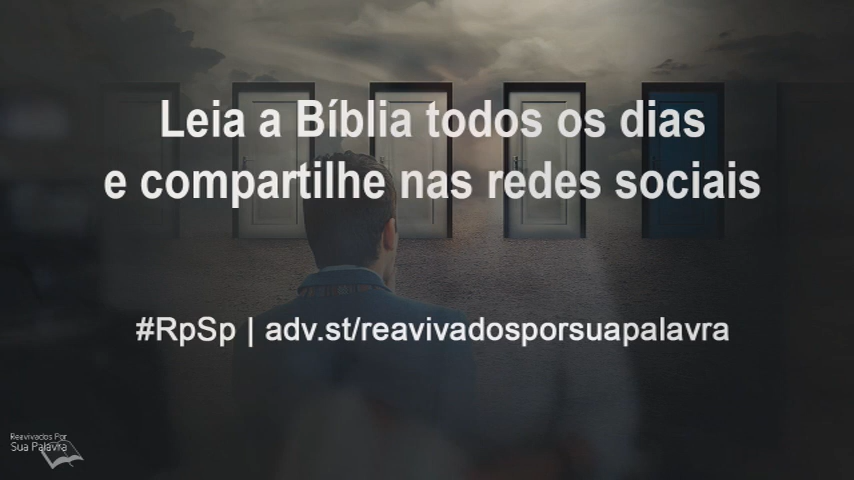 Leia a Bíblia todos os dias
e compartilhe nas redes sociais
#RpSp | adv.st/reavivadosporsuapalavra
Reavivados Por
Sua Palavra